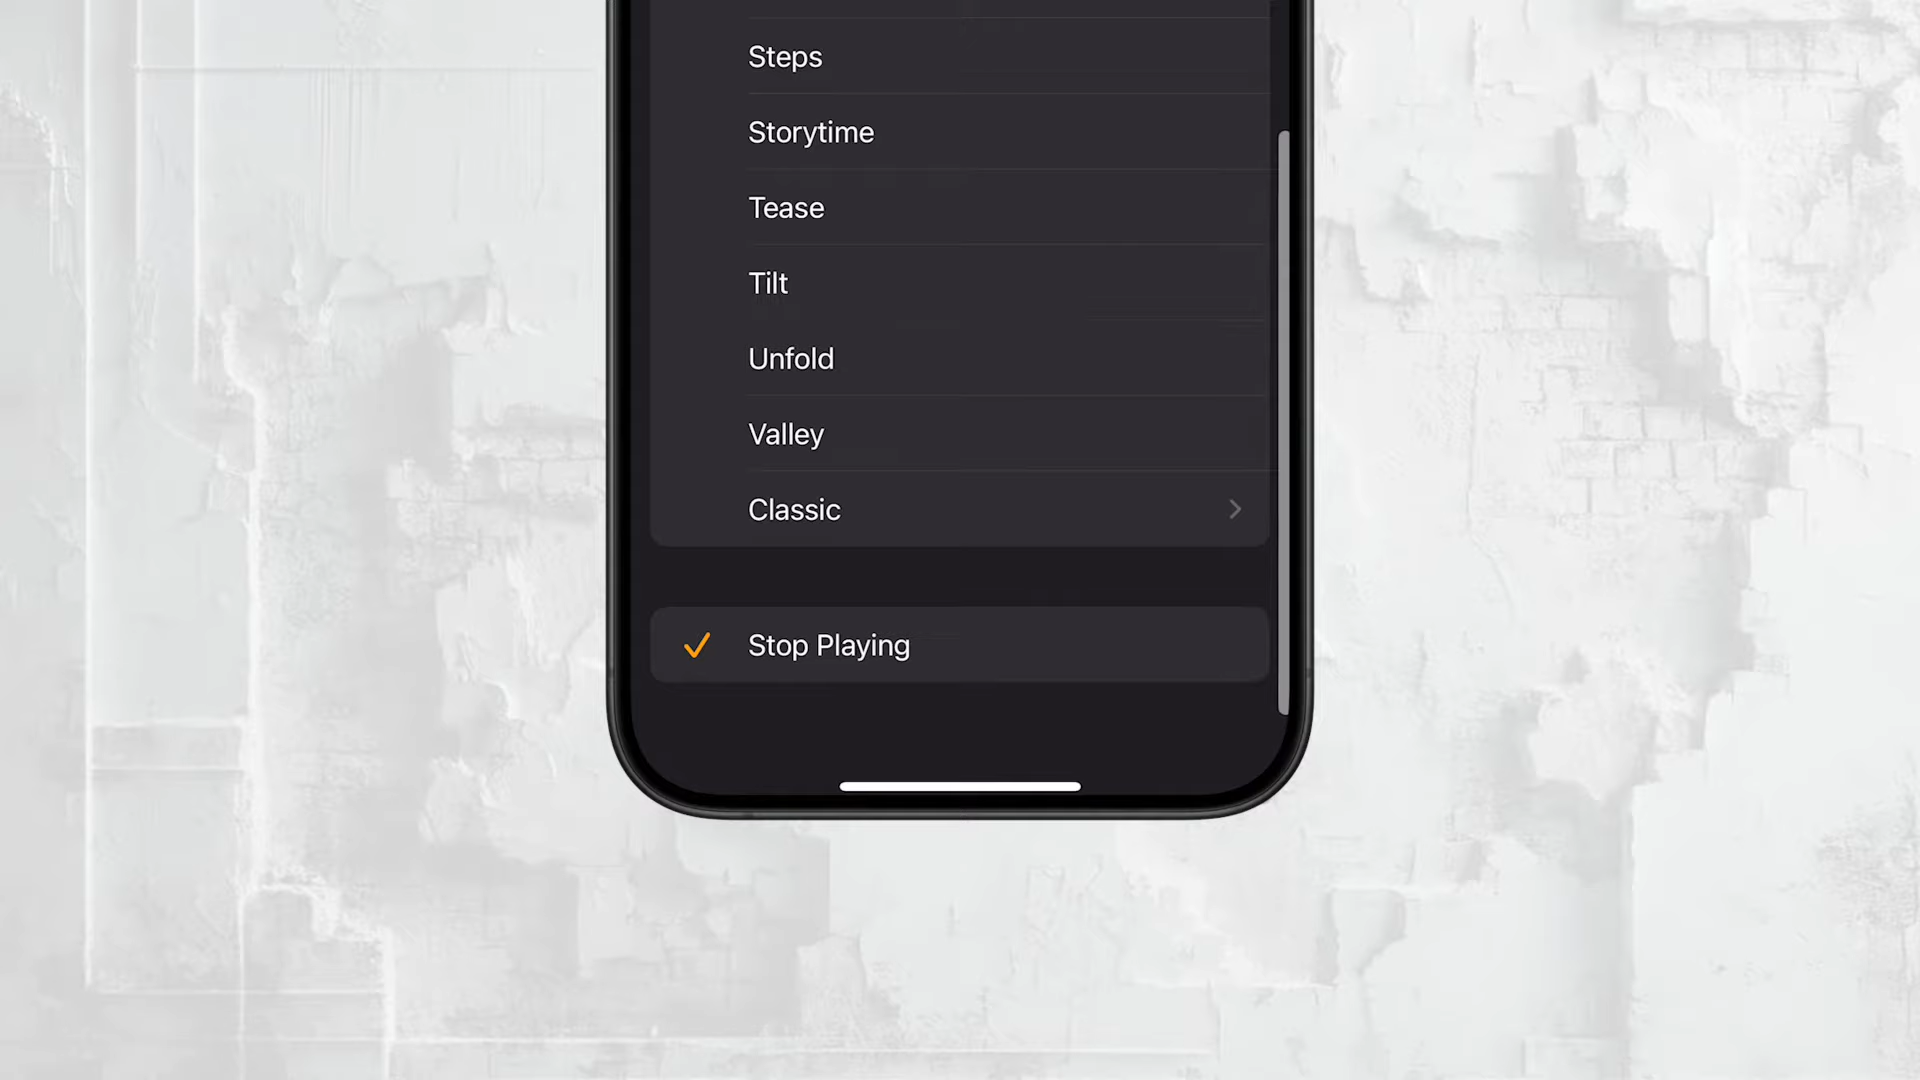 Steps
Storytime
Tease
Tilt
Unfold
Valley
Classic
Stop Playing